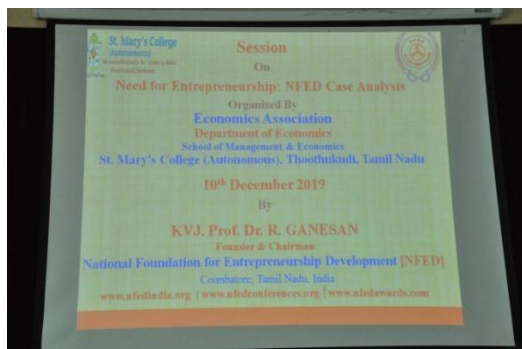 St. Mary's College
(Autonomous)
Session
On
Need for Entrepreneurship: NFED Case Analysis
Organized By
Economics Association
Department of Economics
School of Management & Economics
St. Mary's College (Autonomous), Thoothukudi, Tamil Nadu
10th December 2019
By
KVJ. Prof. Dr. R. GANESAN
Founder & Chairman
National Foundation for Entrepreneurship Development [NFED]
Coimbatore, Tamil Nadu, India
www.nfedindia.org | www.nfedconferences.org | www.nfedawards.com